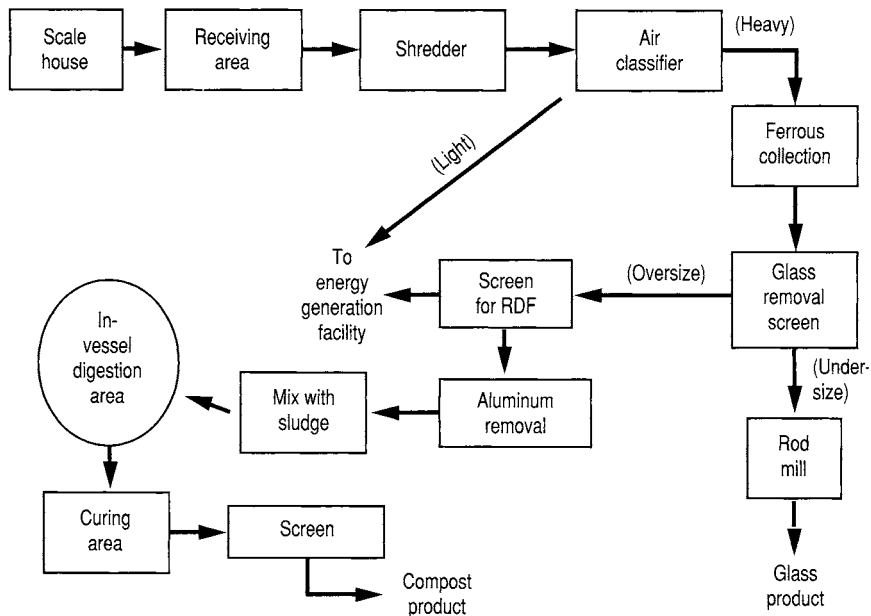 Scale
house
Receiving
area
Shredder
Air
classifier
(Heavy)
Ferrous
collection
(Light)
To
energy
generation
facility
Screen
for RDF
(Oversize)
Glass
removal
screen
In-
vessel
digestion
area
Mix with
sludge
Aluminum
removal
(Under-
size)
Rod
mill
Curing
area
Screen
Compost
product
Glass
product